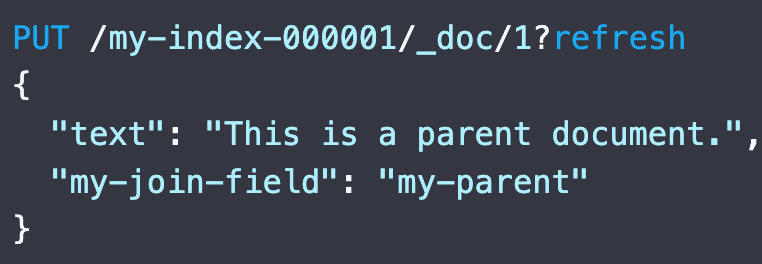 PUT /my-index-000001/_doc/1?refresh
{
  "text": "This is a parent document.",
  "my-join-field": "my-parent"
}